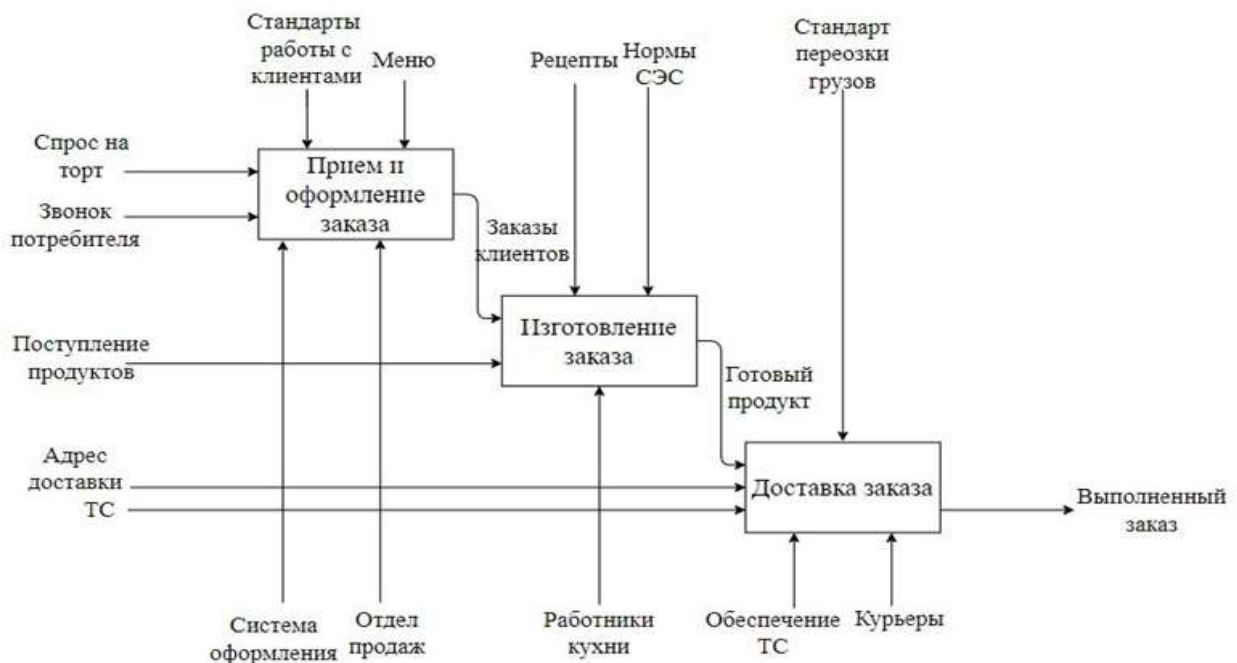 Стандарты
работы с
клиентами
Меню
Рецепты
Нормы
СЭС
Стандарт
переозки
грузов
Спрос на
торт
Звонок
потребителя
Прием и
оформление
заказа
Заказы
клиентов
Поступление
продуктов
Изготовление
заказа
Готовый
продукт
Адрес
доставки
ТС
Доставка заказа
Выполненный
заказ
Система
оформления
Отдел
продаж
Работники
кухни
Обеспечение
ТС
Курьеры